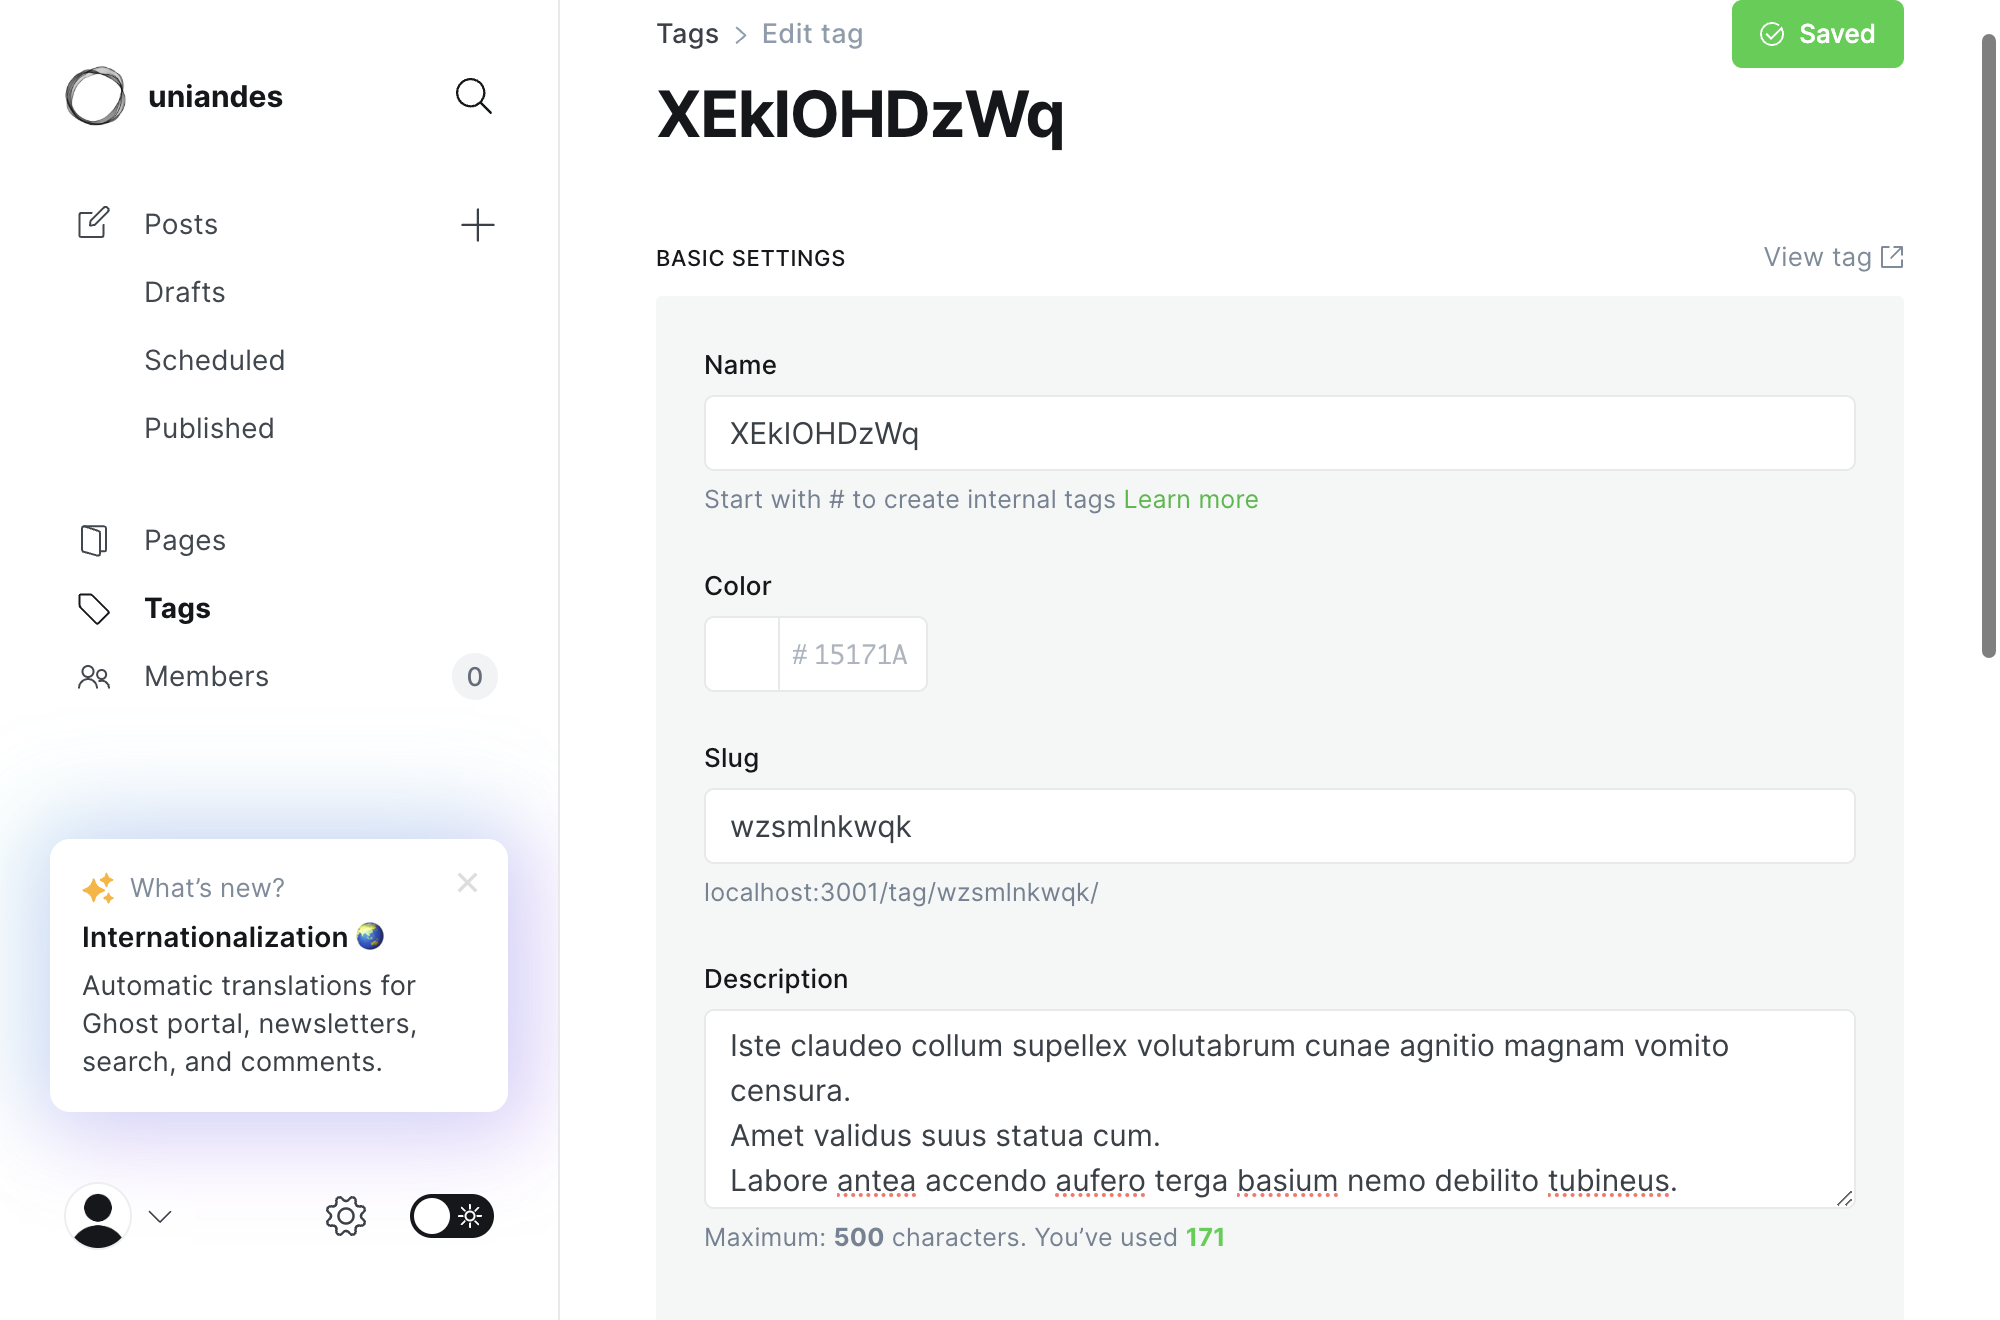 uniandes
Posts
Drafts
Scheduled
Published
Pages
Tags
Members
0
What's new?
Internationalization
Automatic translations for
Ghost portal, newsletters,
search, and comments.
Tags > Edit tag
Saved
XEkIOHDzWq
BASIC SETTINGS
View tag
Name
XEkIOHDzWq
Start with # to create internal tags Learn more
Color
# 15171A
Slug
wzsmlnkwqk
localhost:3001/tag/wzsmlnkwqk/
Description
Iste claudeo collum supellex volutabrum cunae agnitio magnam vomito
censura.
Amet validus suus statua cum.
Labore antea accendo aufero terga basium nemo debilito tubineus.
Maximum: 500 characters. You’ve used 171